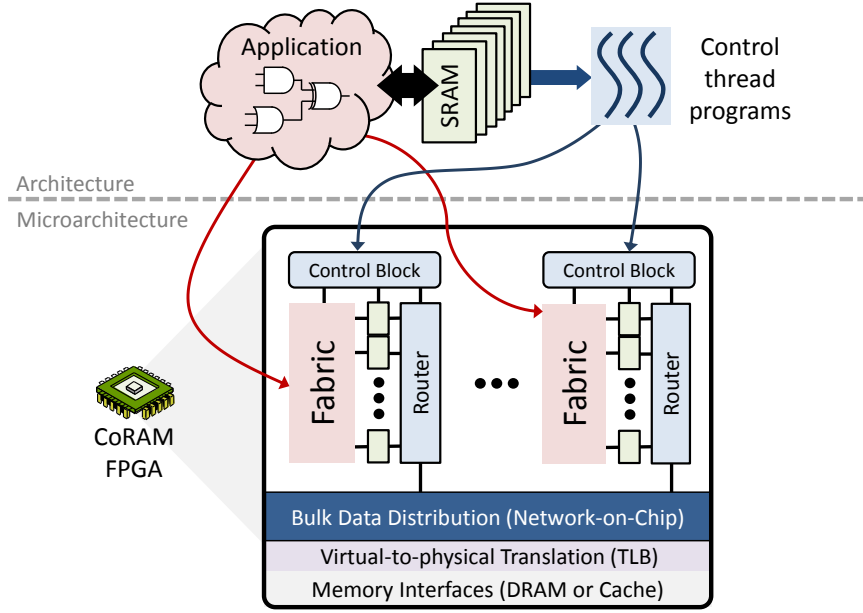 Application
SRAM
Control
thread
programs
Architecture
Microarchitecture
Control Block
Control Block
Fabric
Router
Fabric
Router
CoRAM
FPGA
Bulk Data Distribution (Network-on-Chip)
Virtual-to-physical Translation (TLB)
Memory Interfaces (DRAM or Cache)